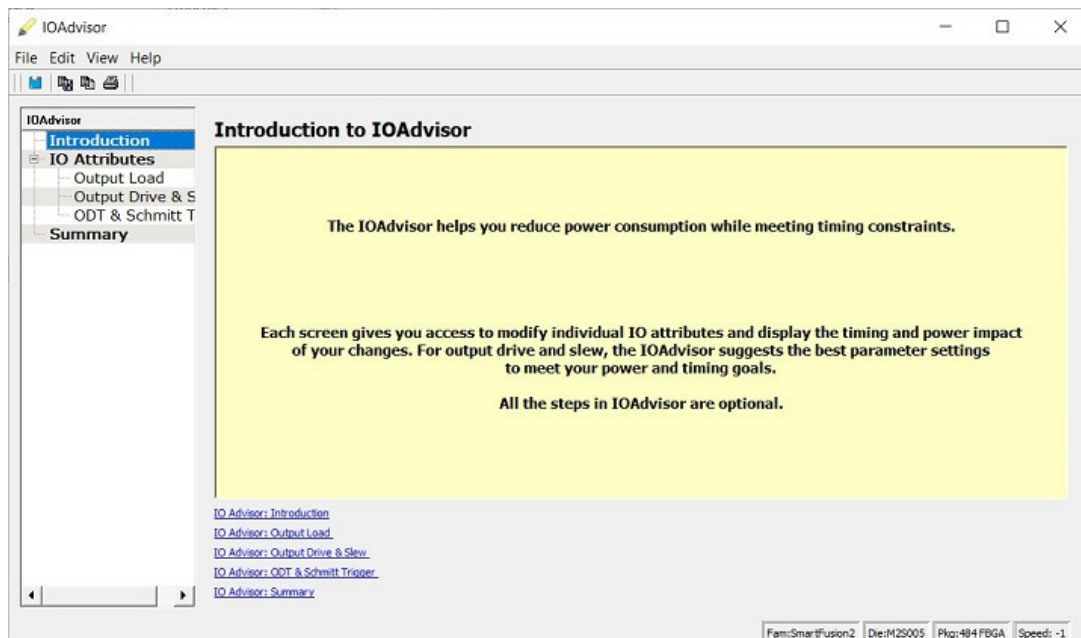 IOAdvisor
File Edit View Help
IOAdvisor
Introduction
IO Attributes
Output Load
Output Drive & S
ODT & Schmitt T
Summary
Introduction to IOAdvisor
The IOAdvisor helps you reduce power consumption while meeting timing constraints.
Each screen gives you access to modify individual IO attributes and display the timing and power impact
of your changes. For output drive and slew, the IOAdvisor suggests the best parameter settings
to meet your power and timing goals.
All the steps in IOAdvisor are optional.
IO Advisor: Introduction
IO Advisor: Output Load
IO Advisor: Output Drive & Slew
IO Advisor: ODT & Schmitt Trigger
IO Advisor: Summary
Fam:SmartFusion2 Die:M2S005 Pkg:484 FBGA Speed: -1